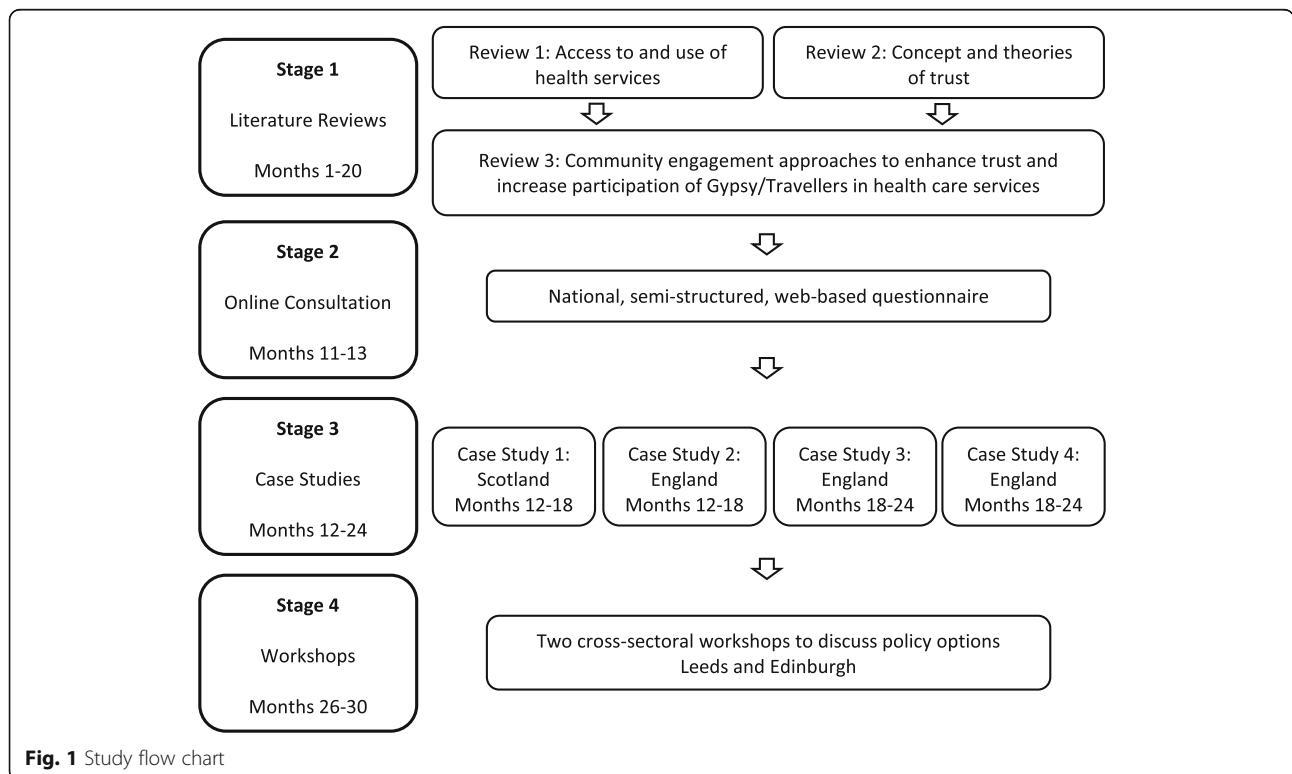 Stage 1
Literature Reviews
Months 1-20
Review 1: Access to and use of
health services
Review 2: Concept and theories
of trust
Review 3: Community engagement approaches to enhance trust and
increase participation of Gypsy/Travellers in health care services
Stage 2
Online Consultation
Months 11-13
National, semi-structured, web-based questionnaire
Stage 3
Case Studies
Months 12-24
Case Study 1:
Scotland
Months 12-18
Case Study 2:
England
Months 12-18
Case Study 3:
England
Months 18-24
Case Study 4:
England
Months 18-24
Stage 4
Workshops
Months 26-30
Two cross-sectoral workshops to discuss policy options
Leeds and Edinburgh
Fig. 1 Study flow chart